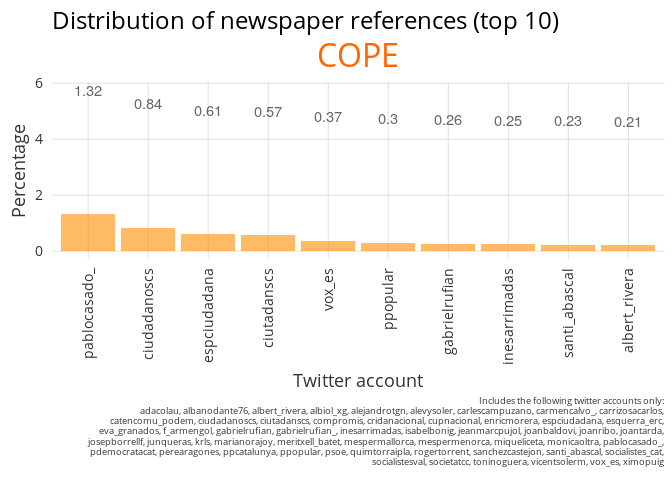 Distribution of newspaper references (top 10)
COPE
Percentage
6
4
2
0
1.32
0.84
0.61
0.57
0.37
0.3
0.26
0.25
0.23
0.21
pablocasado_
ciudadanoscs
espciudadana
ciutadanscs
vox_es
ppopular
gabrielrufian
inesarrimadas
santi_abascal
albert_rivera
Twitter account
Includes the following twitter accounts only:
adacolau, albanodante76, albert_rivera, albiol_xg, alejandrotgn, alevysoler, carlescampuzano, carmencalvo_, carrizosacarlos,
catencomu_podem, ciudadanoscs, ciutadanscs, compromis, cridanacional, cupnacional, enricmorera, espciudadana, esquerra_erc,
eva_granados, f_armengol, gabrielrufian, gabrielrufian_, inesarrimadas, isabelbonig, jeanmarcpujol, joanbaldovi, joanribo, joantarda,
josepborrellf, junqueras, krls, marianorajoy, meritxell_batet, mespermallorca, mespermenorca, miqueliceta, monicaoltra, pablocasado_,
pdemocratacat, perearagones, ppcatalunya, ppopular, psoe, quimtorraipla, rogertorrent, sanchezcastejon, santi_abascal, socialistes_cat,
socialistesval, societatcc, toninoguera, vicentsolerm, vox_es, ximopuig